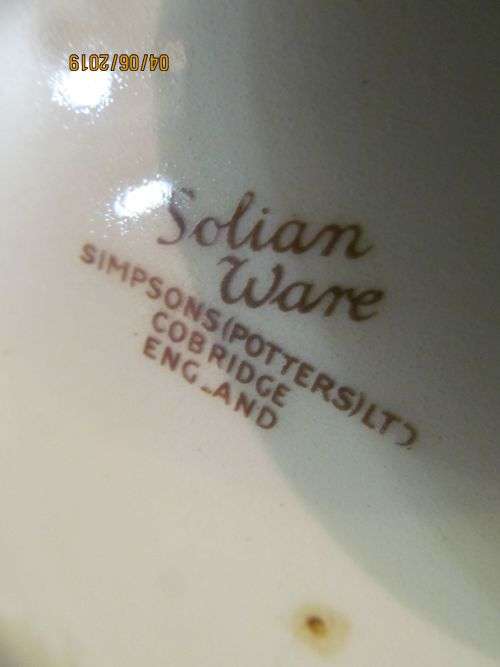 04/06/2019
Solian
Ware
SIMPSONS (POTTERS) LTD
COBRIDGE
ENGLAND